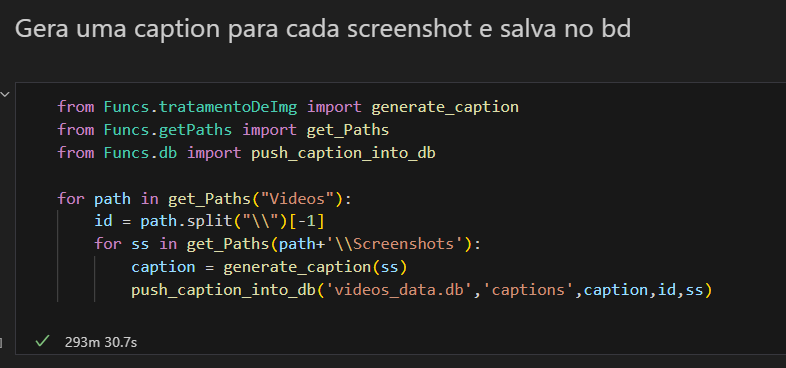 Gera uma caption para cada screenshot e salva no bd
from Funcs.tratamentoDeImg import generate_caption
from Funcs.getPaths import get_Paths
from Funcs.db import push_caption_into_db
for path in get_Paths("Videos"):
    id = path.split("\\")[-1]
    for ss in get_Paths(path+'\\Screenshots'):
        caption = generate_caption(ss)
        push_caption_into_db('videos_data.db','captions',caption,id,ss)
293m 30.7s